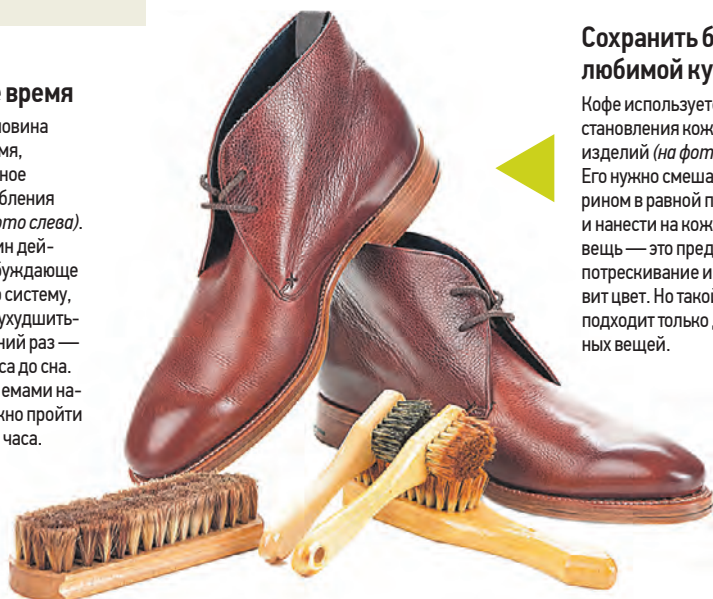 время
овина
мя,
ное
бления
ото слева).
ин дей-
буждающе
ю систему,
ухудшить-
ний раз —
са до сна.
емами на-
жно пройти
часа.
Сохранить б
любимой ку
Кофе используетс
становления кож
изделий (на фот
Его нужно смеша
рином в равной п
и нанести на кож
вещь — это пред
потрескивание и
вит цвет. Но такой
подходит только д
ных вещей.